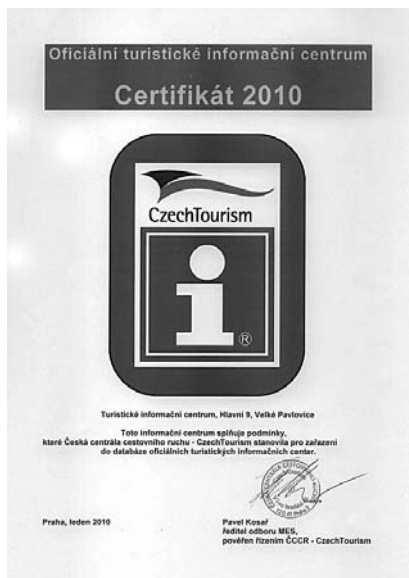 Oficiální turistické informační centrum
Certifikát 2010
CzechTourism
i®
Turistické informační centrum, Hlavní 9, Velké Pavlovice
Toto informační centrum splňuje podmínky,
které Česká centrála cestovního ruchu - CzechTourism stanovila pro zařazení
do databáze oficiálních turistických informačních center.
Praha, leden 2010
Pavel Kosař
ředitel odboru MES,
pověřen řízením ČCCR - CzechTourism